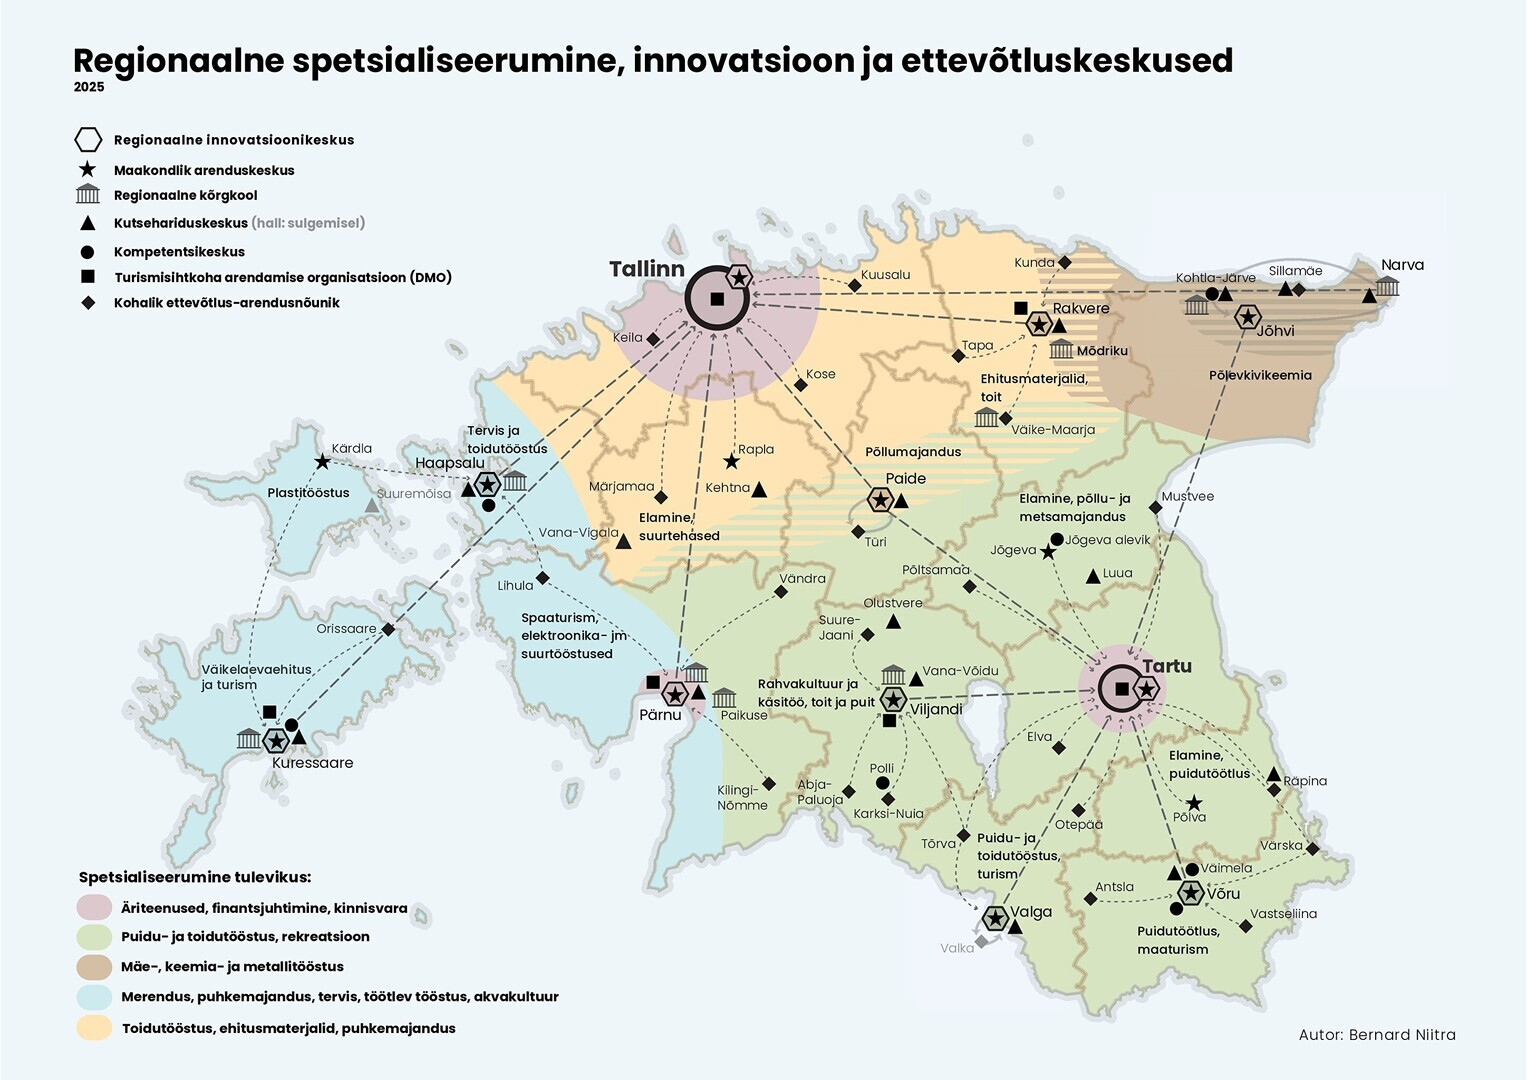 Regionaalne spetsialiseerumine, innovatsioon ja ettevõtluskeskused
2025
Regionaalne innovatsioonikeskus
Maakondlik arenduskeskus
Regionaalne kõrgkool
Kutsehariduskeskus (hall: sulgemisel)
Kompetentsikeskus
Turismisihtkoha arendamise organisatsioon (DMO)
Kohalik ettevõtlus-arendusnõunik
Tallinn
Kuusalu
Keila
Kose
Kunda
Rakvere
Mõdriku
Tapa
Ehitusmaterjalid,
toit
Väike-Maarja
Kohtla-Järve
Sillamäe
Narva
Jõhvi
Põlevkivikeemia
Tervis ja
toidutööstus
Haapsalu
Kärdla
Plastitööstus
Suuremõisa
Märjamaa
Rapla
Kehtna
Elamine,
suurtehased
Vana-Vigala
Lihula
Põllumajandus
Paide
Türi
Elamine, põllu- ja
metsamajandus
Mustvee
Jõgeva alevik
Jõgeva
Luua
Põltsamaa
Vändra
Olustvere
Suure-
Jaani
Spaaturism,
elektroonika- jm
suurtööstused
Orissaare
Väikelaevaehitus
ja turism
Kuressaare
Pärnu
Paikuse
Rahvakultuur ja
käsitöö, toit ja puit
Vana-Võidu
Viljandi
Tartu
Kilingi-
Nõmme
Abja-
Paluoja
Polli
Karksi-Nuia
Elva
Otepää
Elamine,
puidutöötlus
Räpina
Põlva
Värska
Tõrva
Puidu- ja
toidutööstus,
turism
Väimela
Võru
Antsla
Vastseliina
Puidutöötlus,
maaturism
Valga
Valka
Spetsialiseerumine tulevikus:
Äriteenused, finantsjuhtimine, kinnisvara
Puidu- ja toidutööstus, rekreatsioon
Mäe-, keemia- ja metallitööstus
Merendus, puhkemajandus, tervis, töötlev tööstus, akvakultuur
Toidutööstus, ehitusmaterjalid, puhkemajandus
Autor: Bernard Niitra